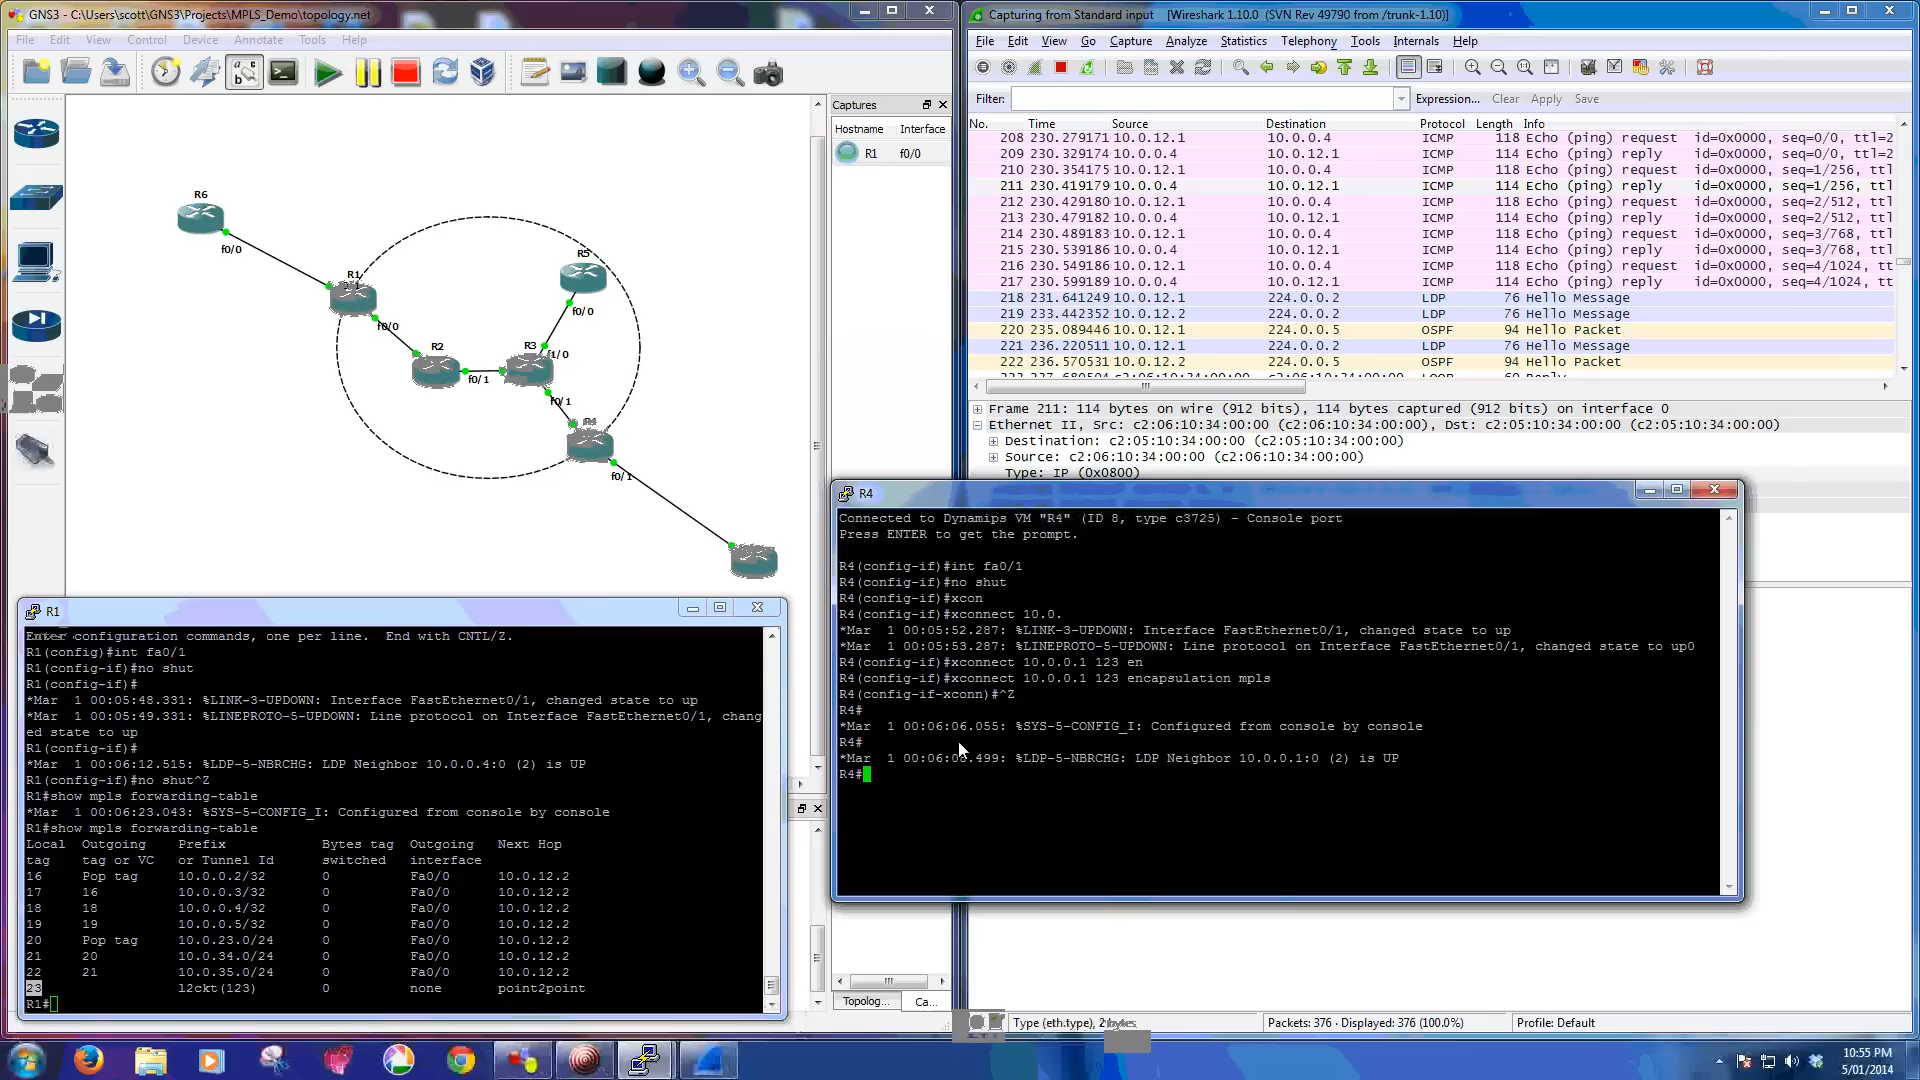 GNS3 - C:\Users\scott\GNS3\Projects\MPLS_Demo\topology.net
File Edit View Control Device Annotate Tools Help
R6
f0/0
R1
f0/0
R2
f0/1
R3
f1/0
f0/1
R5
f0/0
f0/1
Captures
Hostname Interface
R1 f0/0
Topolog... Ca...
Capturing from Standard input [Wireshark 1.10.0 (SVN Rev 49790 from /trunk-1.10)]
File Edit View Go Capture Analyze Statistics Telephony Tools Internals Help
Filter: Expression... Clear Apply Save
No. Time Source Destination Protocol Length Info
208 230.279171 10.0.12.1 10.0.0.4 ICMP 118 Echo (ping) request id=0x0000, seq=0/0, ttl=2
209 230.329174 10.0.0.4 10.0.12.1 ICMP 114 Echo (ping) reply id=0x0000, seq=0/0, ttl=2
210 230.354175 10.0.12.1 10.0.0.4 ICMP 118 Echo (ping) request id=0x0000, seq=1/256, ttl
211 230.419179 10.0.0.4 10.0.12.1 ICMP 114 Echo (ping) reply id=0x0000, seq=1/256, ttl
212 230.429180 10.0.12.1 10.0.0.4 ICMP 118 Echo (ping) request id=0x0000, seq=2/512, ttl
213 230.479182 10.0.0.4 10.0.12.1 ICMP 114 Echo (ping) reply id=0x0000, seq=2/512, ttl
214 230.489183 10.0.12.1 10.0.0.4 ICMP 118 Echo (ping) request id=0x0000, seq=3/768, ttl
215 230.539186 10.0.0.4 10.0.12.1 ICMP 114 Echo (ping) reply id=0x0000, seq=3/768, ttl
216 230.549186 10.0.12.1 10.0.0.4 ICMP 118 Echo (ping) request id=0x0000, seq=4/1024, tt
217 230.599189 10.0.0.4 10.0.12.1 ICMP 114 Echo (ping) reply id=0x0000, seq=4/1024, tt
218 231.641249 10.0.12.1 224.0.0.2 LDP 76 Hello Message
219 233.442352 10.0.12.2 224.0.0.2 LDP 76 Hello Message
220 235.089446 10.0.12.1 224.0.0.5 OSPF 94 Hello Packet
221 236.220511 10.0.12.1 224.0.0.2 LDP 76 Hello Message
222 236.570531 10.0.12.2 224.0.0.5 OSPF 94 Hello Packet
Frame 211: 114 bytes on wire (912 bits), 114 bytes captured (912 bits) on interface 0
Ethernet II, Src: c2:06:10:34:00:00 (c2:06:10:34:00:00), Dst: c2:05:10:34:00:00 (c2:05:10:34:00:00)
Destination: c2:05:10:34:00:00 (c2:05:10:34:00:00)
Source: c2:06:10:34:00:00 (c2:06:10:34:00:00)
Type: IP (0x0800)
R4
Connected to Dynamips VM "R4" (ID 8, type c3725) - Console port
Press ENTER to get the prompt.
R4(config-if)#int fa0/1
R4(config-if)#no shut
R4(config-if)#xcon
R4(config-if)#xconnect 10.0.
*Mar  1 00:05:52.287: %LINK-3-UPDOWN: Interface FastEthernet0/1, changed state to up
*Mar  1 00:05:53.287: %LINEPROTO-5-UPDOWN: Line protocol on Interface FastEthernet0/1, changed state to up0
R4(config-if)#xconnect 10.0.0.1 123 en
R4(config-if)#xconnect 10.0.0.1 123 encapsulation mpls
R4(config-if-xconn)#^Z
R4#
*Mar  1 00:06:06.055: %SYS-5-CONFIG_I: Configured from console by console
R4#
*Mar  1 00:06:0 .499: %LDP-5-NBRCHG: LDP Neighbor 10.0.0.1:0 (2) is UP
R4#
R1
Enter configuration commands, one per line.  End with CNTL/Z.
R1(config)#int fa0/1
R1(config-if)#no shut
R1(config-if)#
*Mar  1 00:05:48.331: %LINK-3-UPDOWN: Interface FastEthernet0/1, changed state to up
*Mar  1 00:05:49.331: %LINEPROTO-5-UPDOWN: Line protocol on Interface FastEthernet0/1, chang
ed state to up
R1(config-if)#
*Mar  1 00:06:12.515: %LDP-5-NBRCHG: LDP Neighbor 10.0.0.4:0 (2) is UP
R1(config-if)#no shut^Z
R1#show mpls forwarding-table
*Mar  1 00:06:23.043: %SYS-5-CONFIG_I: Configured from console by console
R1#show mpls forwarding-table
Local Outgoing Prefix Bytes tag Outgoing Next Hop
tag tag or VC or Tunnel Id switched interface
16 Pop tag 10.0.0.2/32 0 Fa0/0 10.0.12.2
17 16 10.0.0.3/32 0 Fa0/0 10.0.12.2
18 18 10.0.0.4/32 0 Fa0/0 10.0.12.2
19 19 10.0.0.5/32 0 Fa0/0 10.0.12.2
20 Pop tag 10.0.23.0/24 0 Fa0/0 10.0.12.2
21 20 10.0.34.0/24 0 Fa0/0 10.0.12.2
22 21 10.0.35.0/24 0 Fa0/0 10.0.12.2
23 l2ckt(123) 0 none point2point
R1#
Type (eth.type), 2 bytes Packets: 376 · Displayed: 376 (100.0%) Profile: Default
10:55 PM
5/01/2014